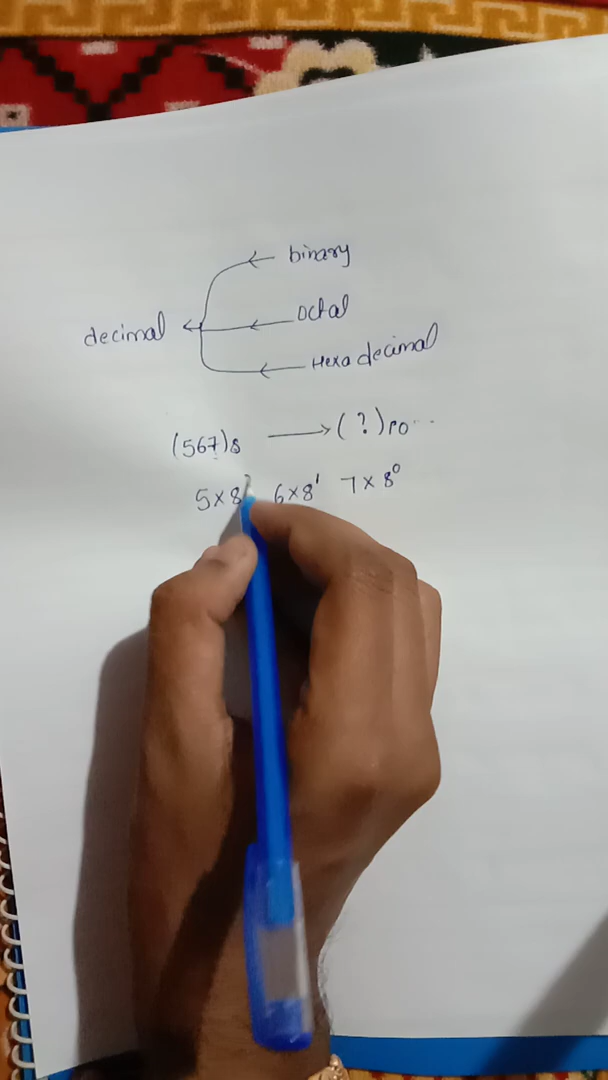 binary
octal
decimal
Hexa decimal
(567)8 → (?)10
5×8 6×8¹ 7×8⁰